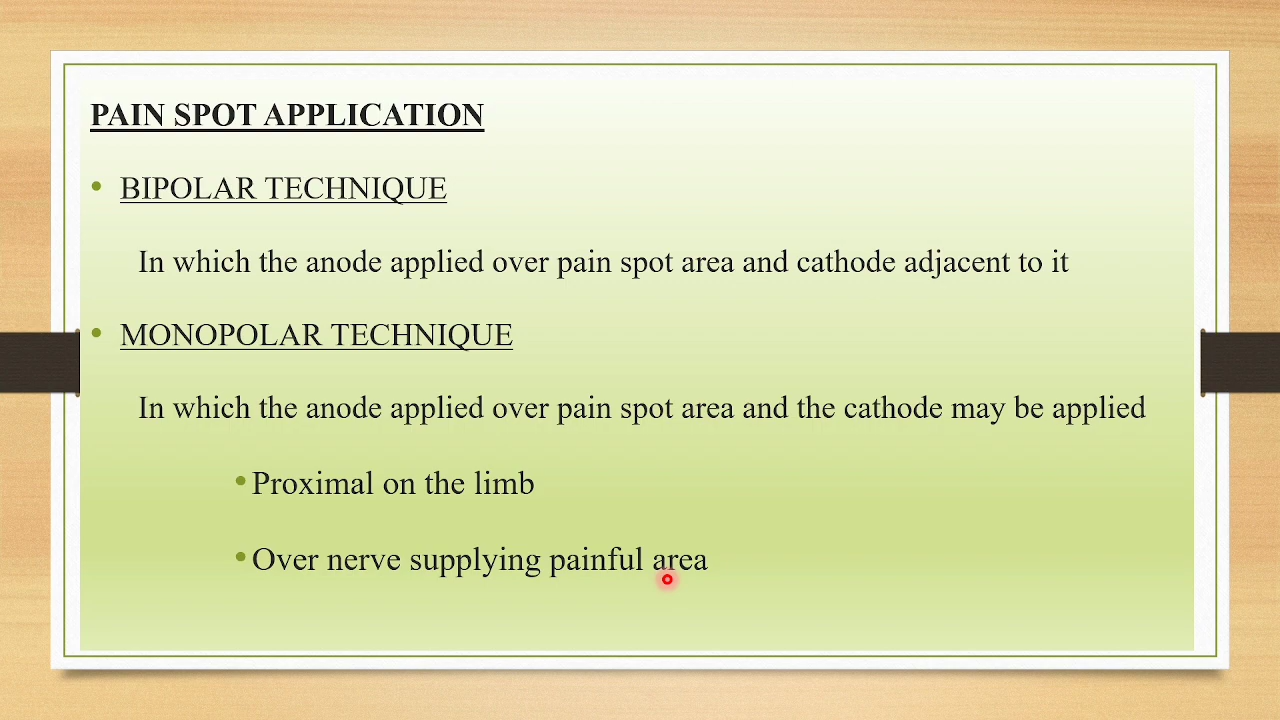 PAIN SPOT APPLICATION
• BIPOLAR TECHNIQUE
In which the anode applied over pain spot area and cathode adjacent to it
• MONOPOLAR TECHNIQUE
In which the anode applied over pain spot area and the cathode may be applied
• Proximal on the limb
• Over nerve supplying painful area